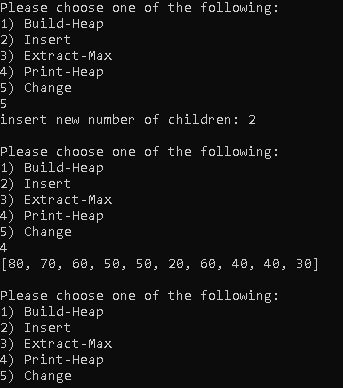 Please choose one of the following:
1) Build-Heap
2) Insert
3) Extract-Max
4) Print-Heap
5) Change
5
insert new number of children: 2
Please choose one of the following:
1) Build-Heap
2) Insert
3) Extract-Max
4) Print-Heap
5) Change
4
[80, 70, 60, 50, 50, 20, 60, 40, 40, 30]
Please choose one of the following:
1) Build-Heap
2) Insert
3) Extract-Max
4) Print-Heap
5) Change